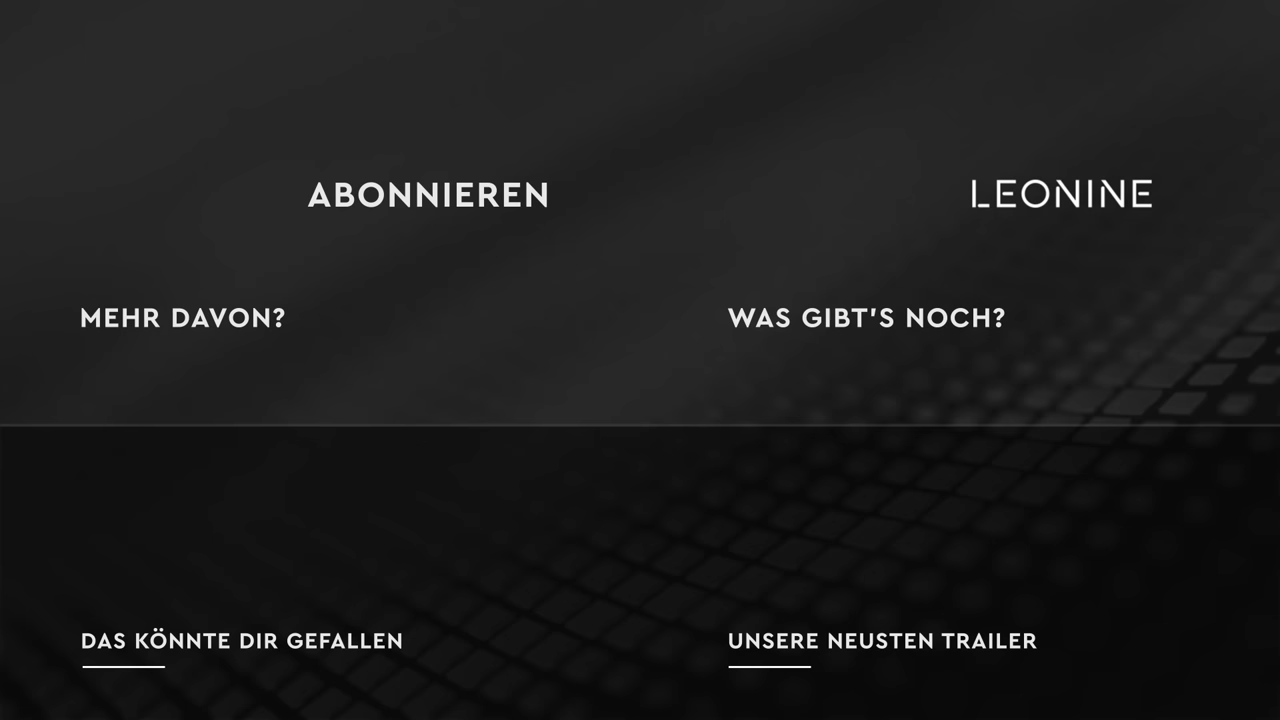 ABONNIEREN
LEONINE
MEHR DAVON?
WAS GIBT'S NOCH?
DAS KÖNNTE DIR GEFALLEN
UNSERE NEUSTEN TRAILER